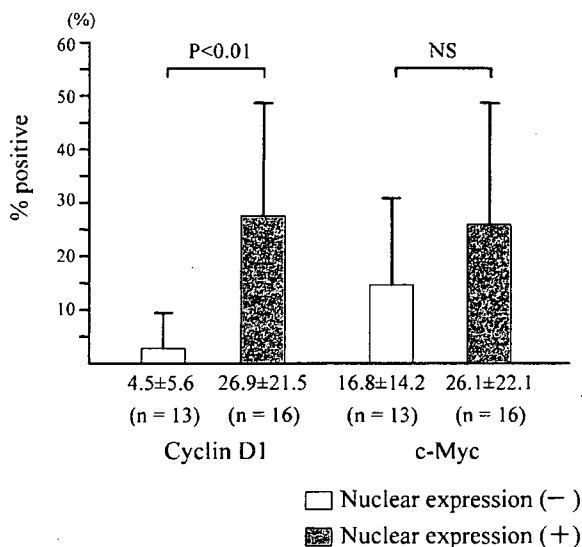 (%)
60
50
40
30
20
10
% positive
P<0.01
NS
4.5±5.6 26.9±21.5 16.8±14.2 26.1±22.1
(n = 13) (n = 16) (n = 13) (n = 16)
Cyclin D1 c-Myc
Nuclear expression (−)
Nuclear expression (+)